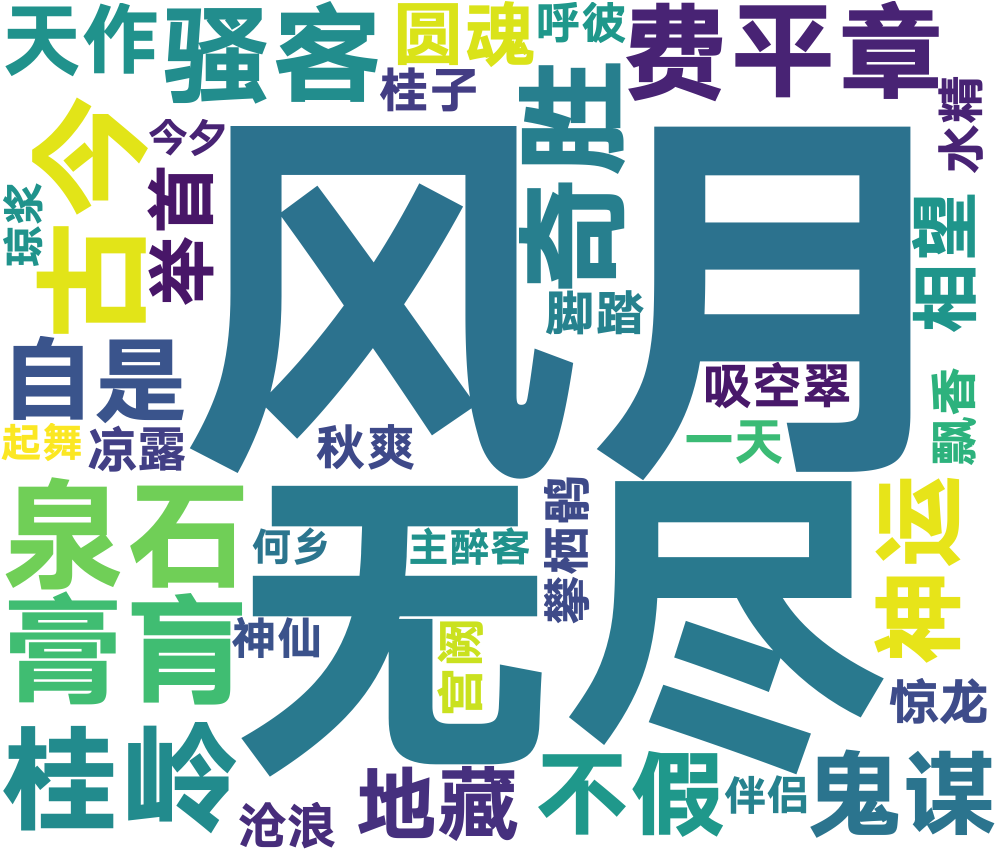 天作
骚客
圆魂
呼彼
费平章
桂子
水精
古今
今夕
举首
风月
奇胜
琼浆
相望
脚踏
自是
吸空翠
飘香
起舞
凉露
秋爽
一天
泉石
无尽
攀栖鹘
神运
何乡
主醉客
膏肓
神仙
官阙
惊龙
桂岭
地藏
不假
伴侣
鬼谋
沧浪